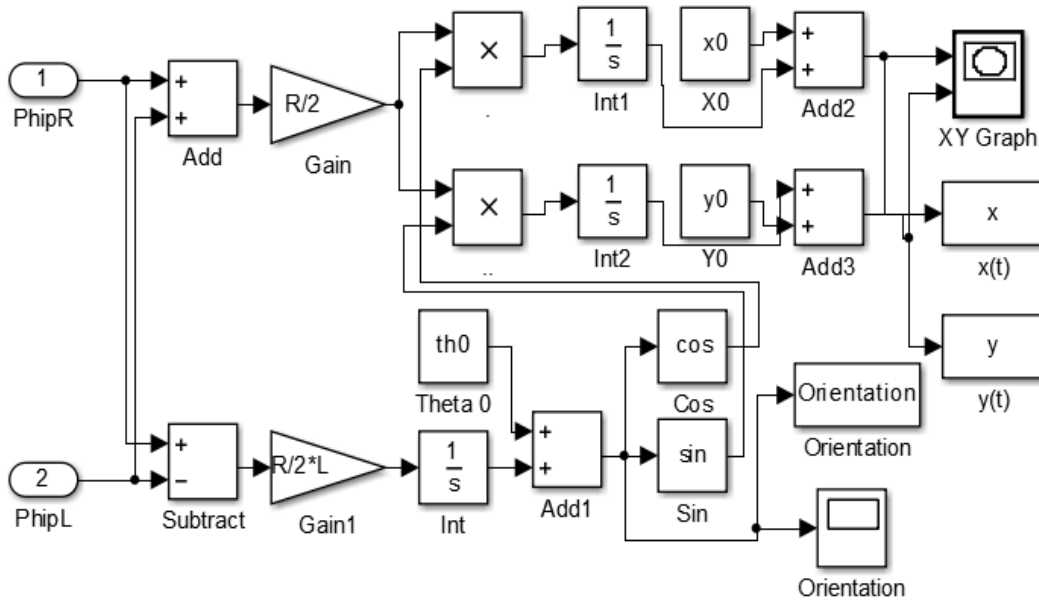 1
PhipR
+
+
Add
R/2
Gain
×
.
1
s
Int1
x0
X0
+
+
Add2
XY Graph
×
..
1
s
Int2
y0
Y0
+
+
Add3
x
x(t)
y
y(t)
th0
Theta 0
cos
Cos
Orientation
Orientation
2
PhipL
+
−
Subtract
R/2*L
Gain1
1
s
Int
+
+
Add1
sin
Sin
Orientation